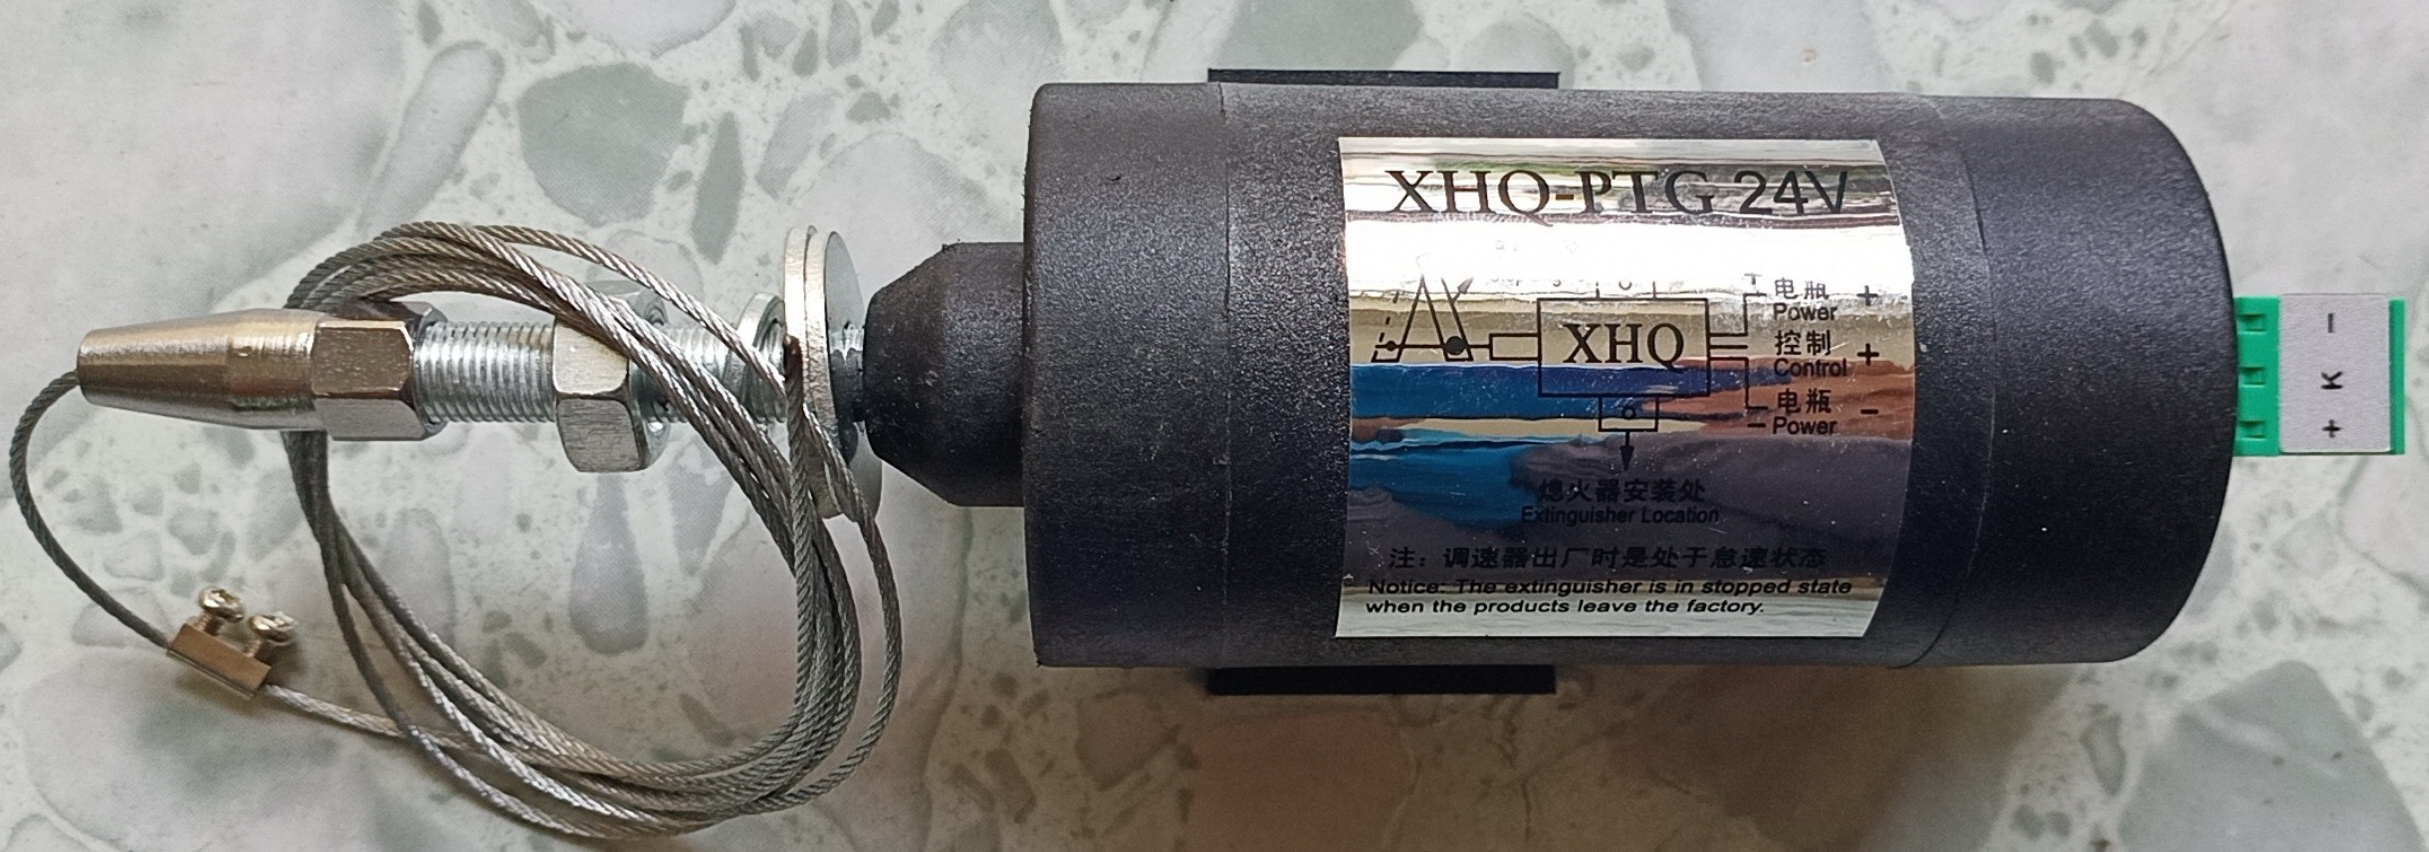 XHQ-PTG 24V
电瓶 +
Power
XHQ
控制 +
Control
电瓶 −
Power
熄火器安装处
Extinguisher Location
注：调速器出厂时是处于怠速状态
Notice: The extinguisher is in stopped state
when the products leave the factory.
+ K −